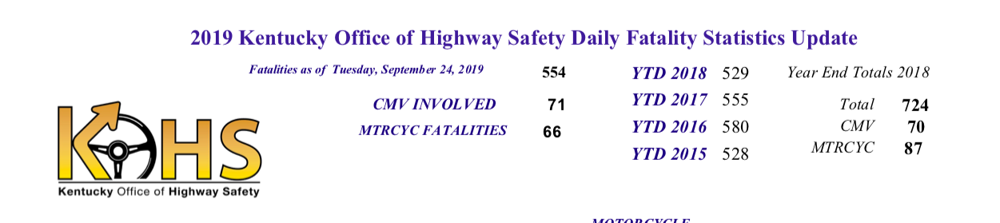 2019 Kentucky Office of Highway Safety Daily Fatality Statistics Update
Fatalities as of Tuesday, September 24, 2019 554
CMV INVOLVED 71
MTRCYC FATALITIES 66
YTD 2018 529
YTD 2017 555
YTD 2016 580
YTD 2015 528
Year End Totals 2018
Total 724
CMV 70
MTRCYC 87
KOHS
Kentucky Office of Highway Safety
MOTORCYCLE